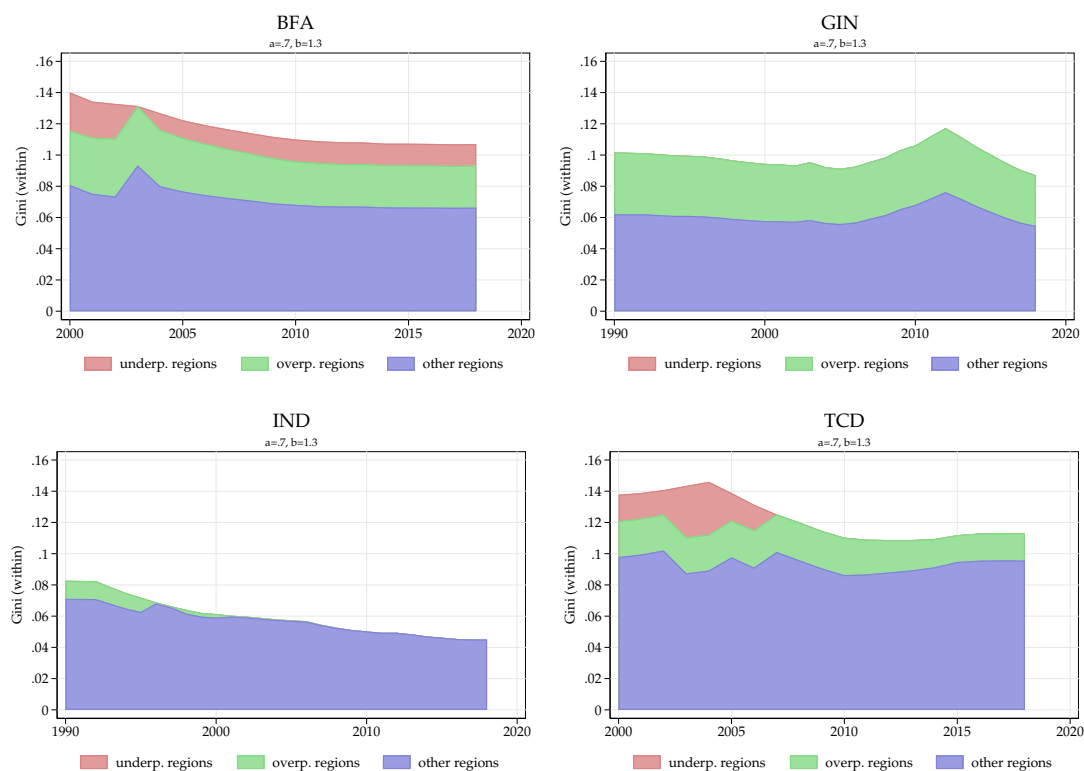 BFA
a=.7, b=1.3
Gini (within)
.16
.14
.12
.1
.08
.06
.04
.02
0
2000 2005 2010 2015 2020
underp. regions overp. regions other regions
GIN
a=.7, b=1.3
Gini (within)
.16
.14
.12
.1
.08
.06
.04
.02
0
1990 2000 2010 2020
underp. regions overp. regions other regions
IND
a=.7, b=1.3
Gini (within)
.16
.14
.12
.1
.08
.06
.04
.02
0
1990 2000 2010 2020
underp. regions overp. regions other regions
TCD
a=.7, b=1.3
Gini (within)
.16
.14
.12
.1
.08
.06
.04
.02
0
2000 2005 2010 2015 2020
underp. regions overp. regions other regions